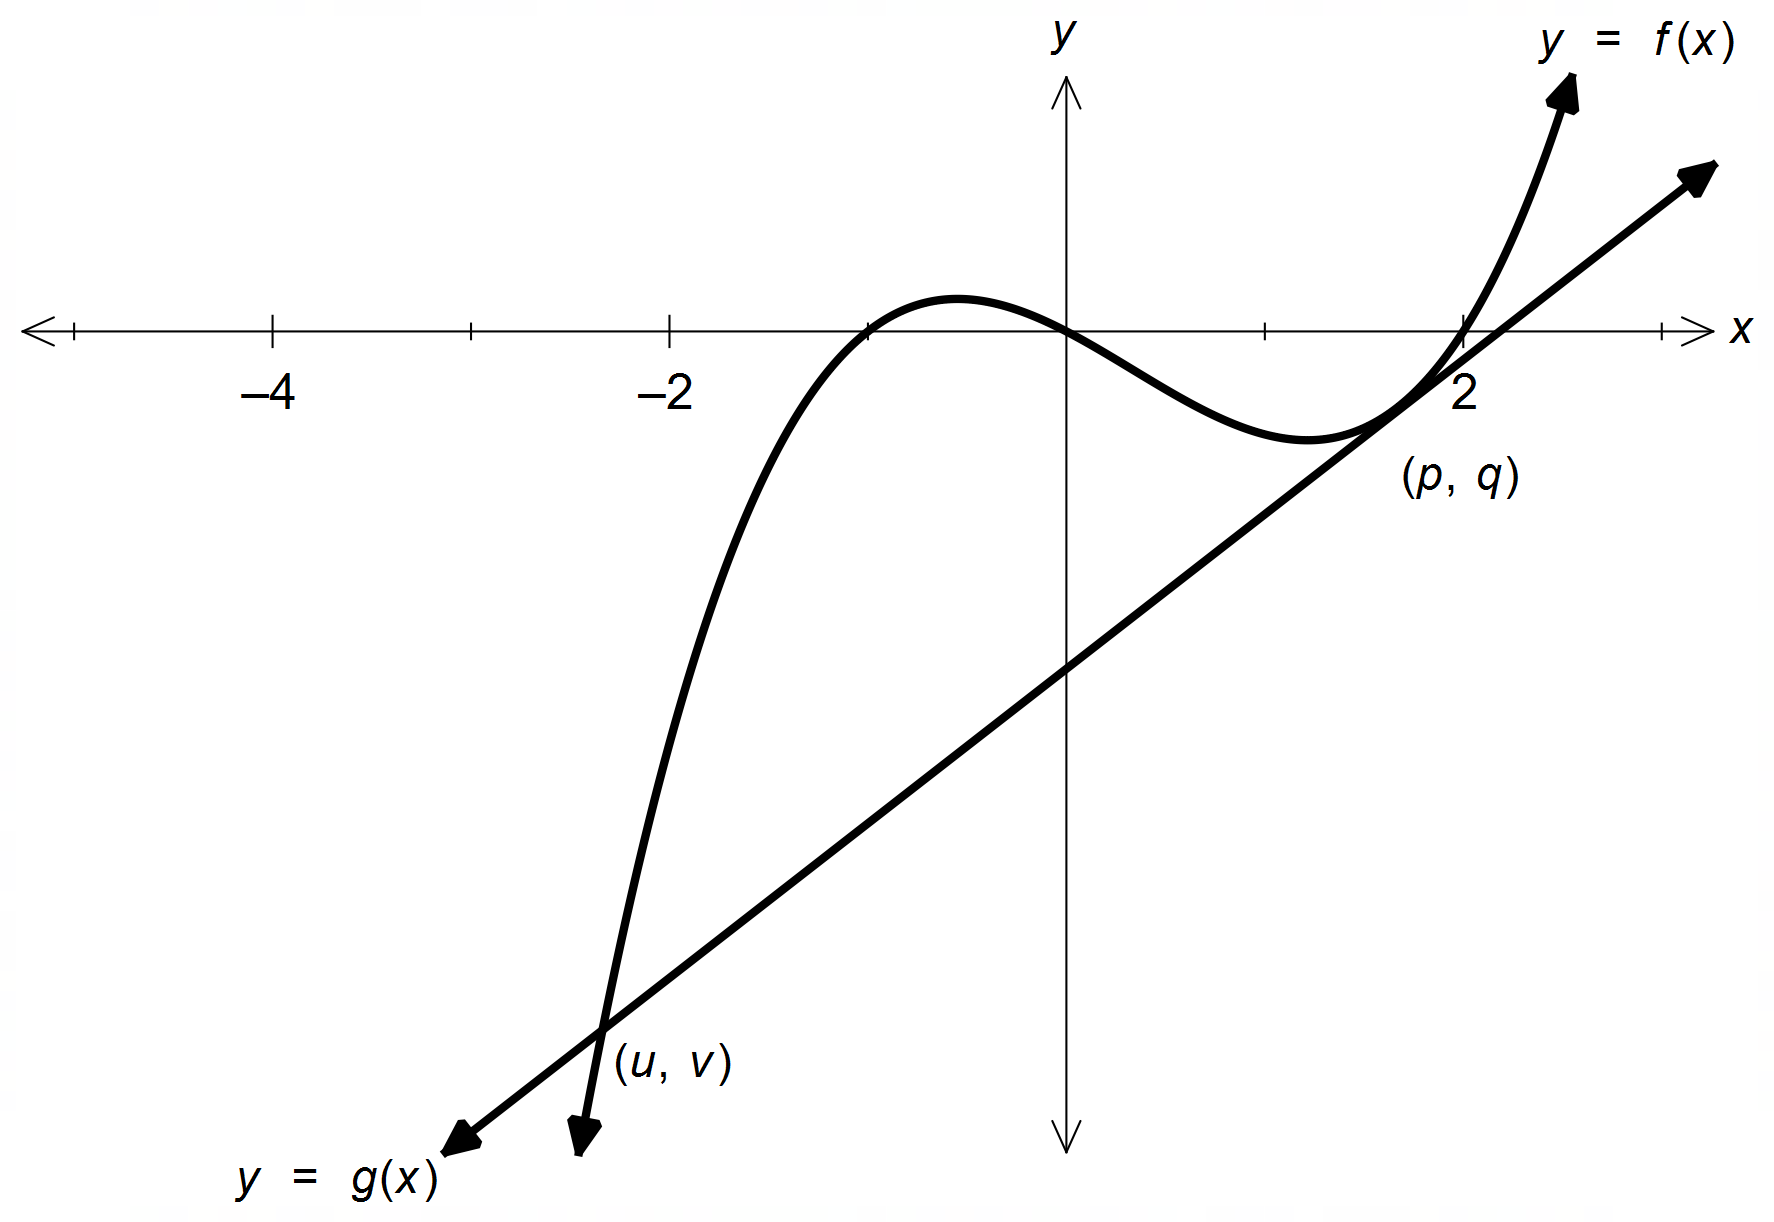 y
y = f(x)
x
–4
–2
2
(p, q)
(u, v)
y = g(x)